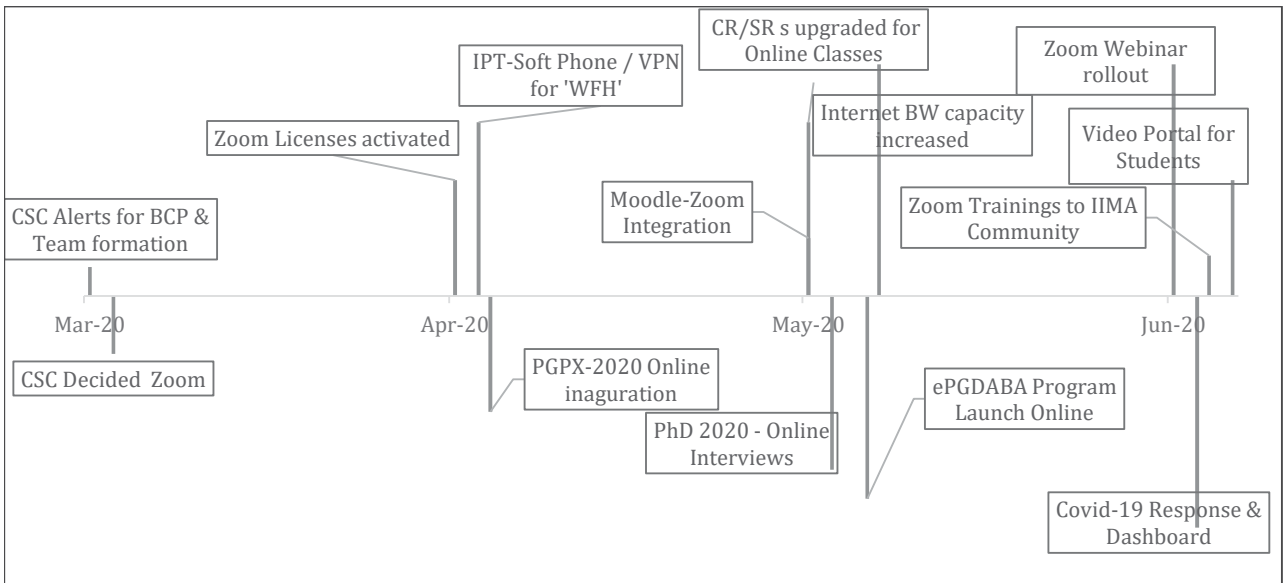 CR/SR s upgraded for
Online Classes
Zoom Webinar
rollout
IPT-Soft Phone / VPN
for 'WFH'
Internet BW capacity
increased
Zoom Licenses activated
Video Portal for
Students
Moodle-Zoom
Integration
Zoom Trainings to IIMA
Community
CSC Alerts for BCP &
Team formation
Mar-20
Apr-20
May-20
Jun-20
CSC Decided Zoom
PGPX-2020 Online
inaguration
ePGDABA Program
Launch Online
PhD 2020 - Online
Interviews
Covid-19 Response &
Dashboard